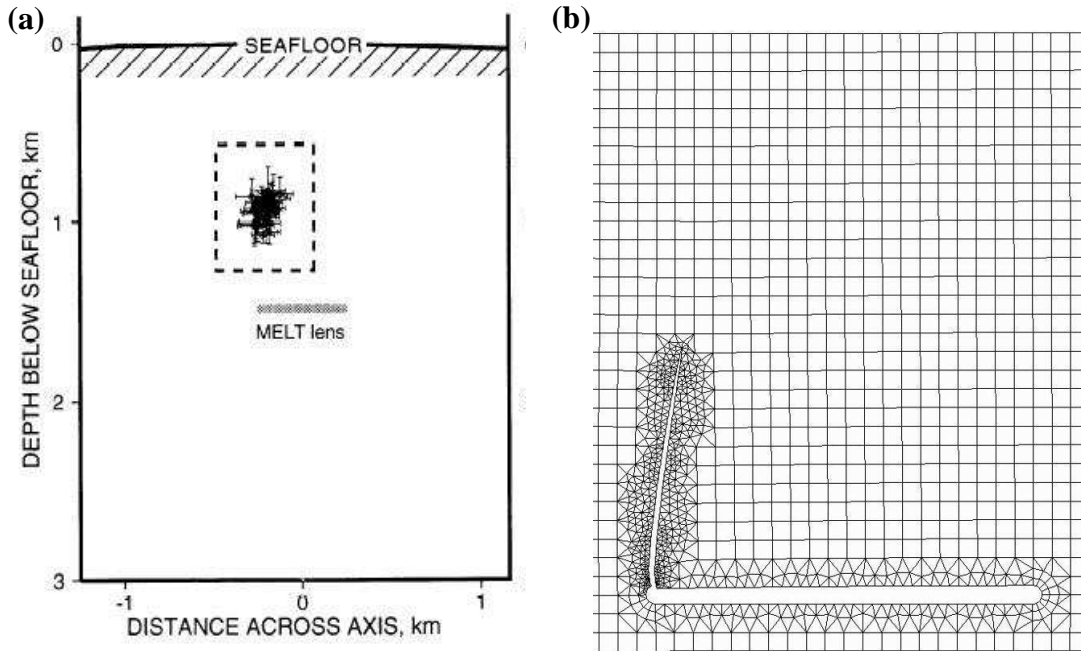 (a)
(b)
0
SEAFLOOR
DEPTH BELOW SEAFLOOR, km
1
MELT lens
2
3
-1
0
1
DISTANCE ACROSS AXIS, km